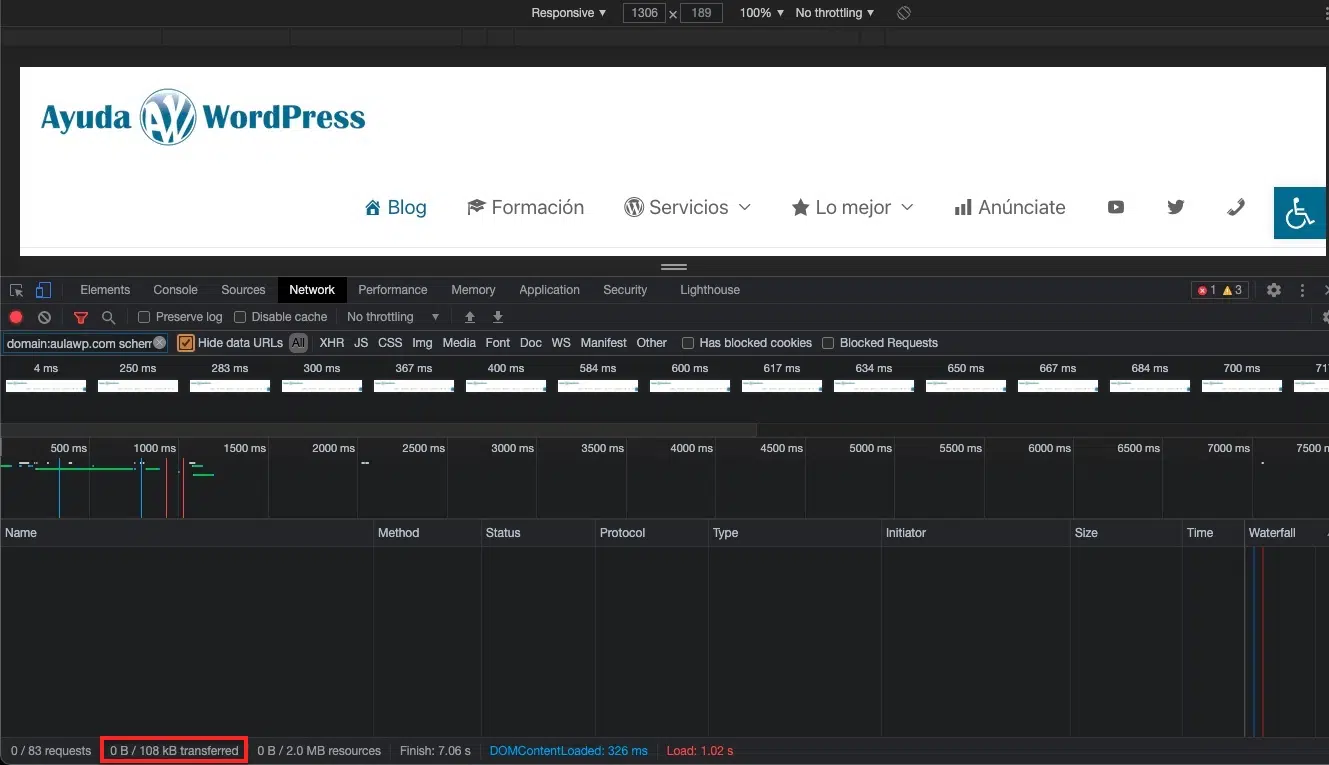 Responsive ▼ 1306 × 189 100% ▼ No throttling ▼
Ayuda WordPress
Blog Formación Servicios Lo mejor Anúnciate
Elements Console Sources Network Performance Memory Application Security Lighthouse 1 3
Preserve log Disable cache No throttling ▼
domain:aulawp.com Hide data URLs All XHR JS CSS Img Media Font Doc WS Manifest Other Has blocked cookies Blocked Requests
4 ms 250 ms 283 ms 300 ms 367 ms 400 ms 584 ms 600 ms 617 ms 634 ms 650 ms 667 ms 684 ms 700 ms 71
500 ms 1000 ms 1500 ms 2000 ms 2500 ms 3000 ms 3500 ms 4000 ms 4500 ms 5000 ms 5500 ms 6000 ms 6500 ms 7000 ms 7500 m
Name Method Status Protocol Type Initiator Size Time Waterfall
0 / 83 requests 0 B / 108 kB transferred 0 B / 2.0 MB resources Finish: 7.06 s DOMContentLoaded: 326 ms Load: 1.02 s